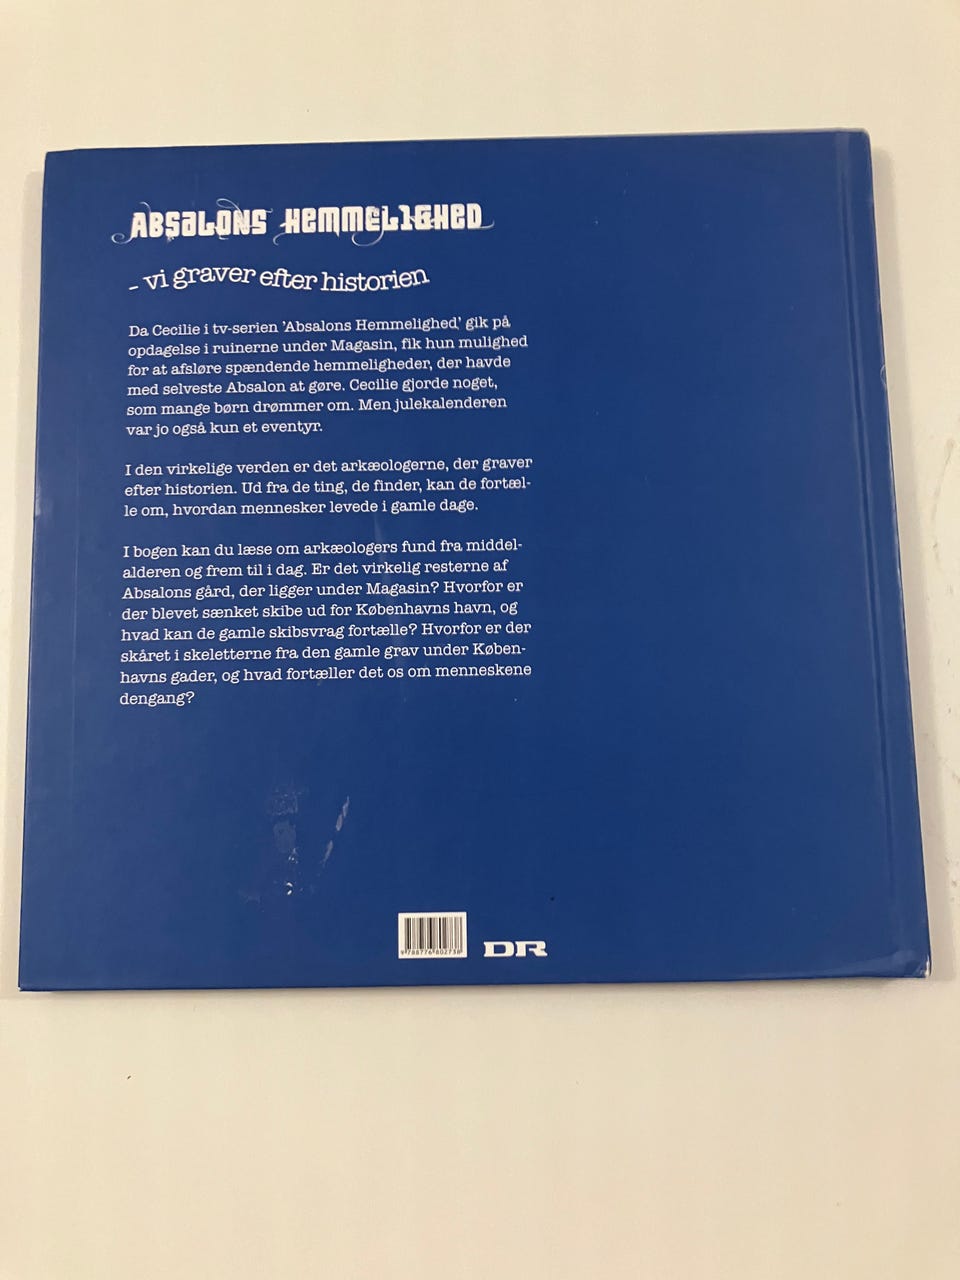 ABSALONS HEMMELIGHED
- vi graver efter historien
Da Cecilie i tv-serien 'Absalons Hemmelighed' gik på
opdagelse i ruinerne under Magasin, fik hun mulighed
for at afsløre spændende hemmeligheder, der havde
med selveste Absalon at gøre. Cecilie gjorde noget,
som mange børn drømmer om. Men julekalenderen
var jo også kun et eventyr.
I den virkelige verden er det arkæologerne, der graver
efter historien. Ud fra de ting, de finder, kan de fortæl-
le om, hvordan mennesker levede i gamle dage.
I bogen kan du læse om arkæologers fund fra middel-
alderen og frem til i dag. Er det virkelig resterne af
Absalons gård, der ligger under Magasin? Hvorfor er
der blevet sænket skibe ud for Københavns havn, og
hvad kan de gamle skibsvrag fortælle? Hvorfor er der
skåret i skeletterne fra den gamle grav under Køben-
havns gader, og hvad fortæller det os om menneskene
dengang?
9 788776 802738
DR